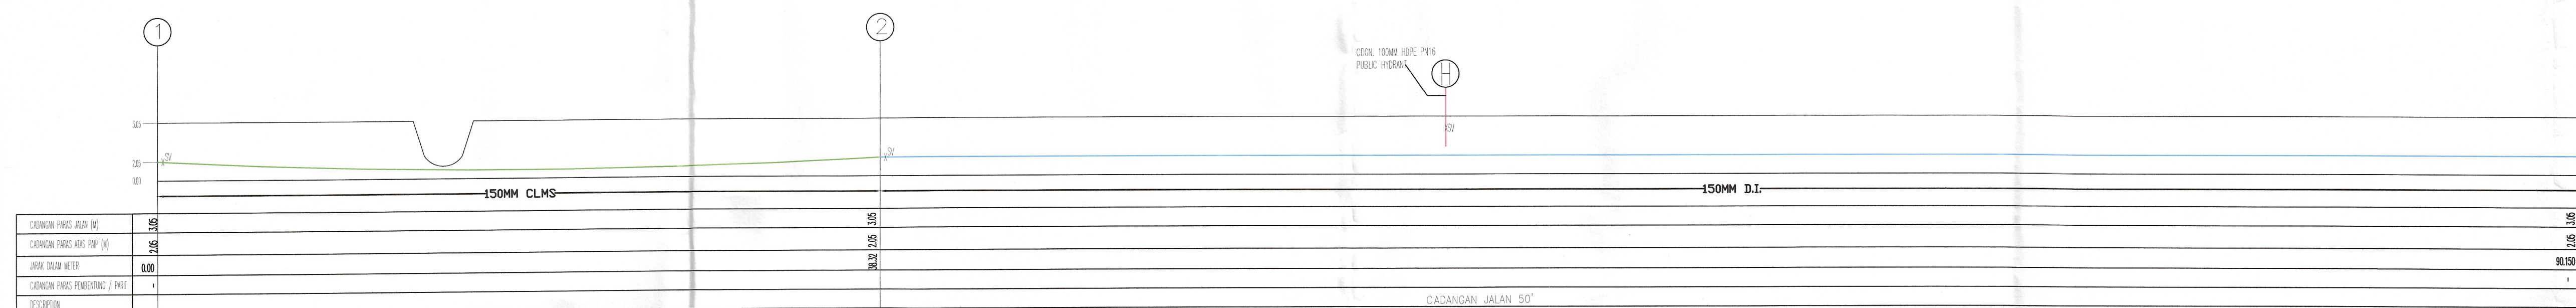 1
2
CDGN. 100MM HDPE PN16
PUBLIC HYDRANT
H
3.05
XSV
2.05
X SV
X SV
0.00
150MM CLMS
150MM D.I.
CADANGAN PARAS JALAN (M) 3.05 3.05 3.05
CADANGAN PARAS ATAS PAIP (M) 2.05 2.05 2.05
JARAK DALAM METER 0.00 38.32 90.150
CADANGAN PARAS PEMBENTUNG / PARIT - -
DESCRIPTION
CADANGAN JALAN 50'